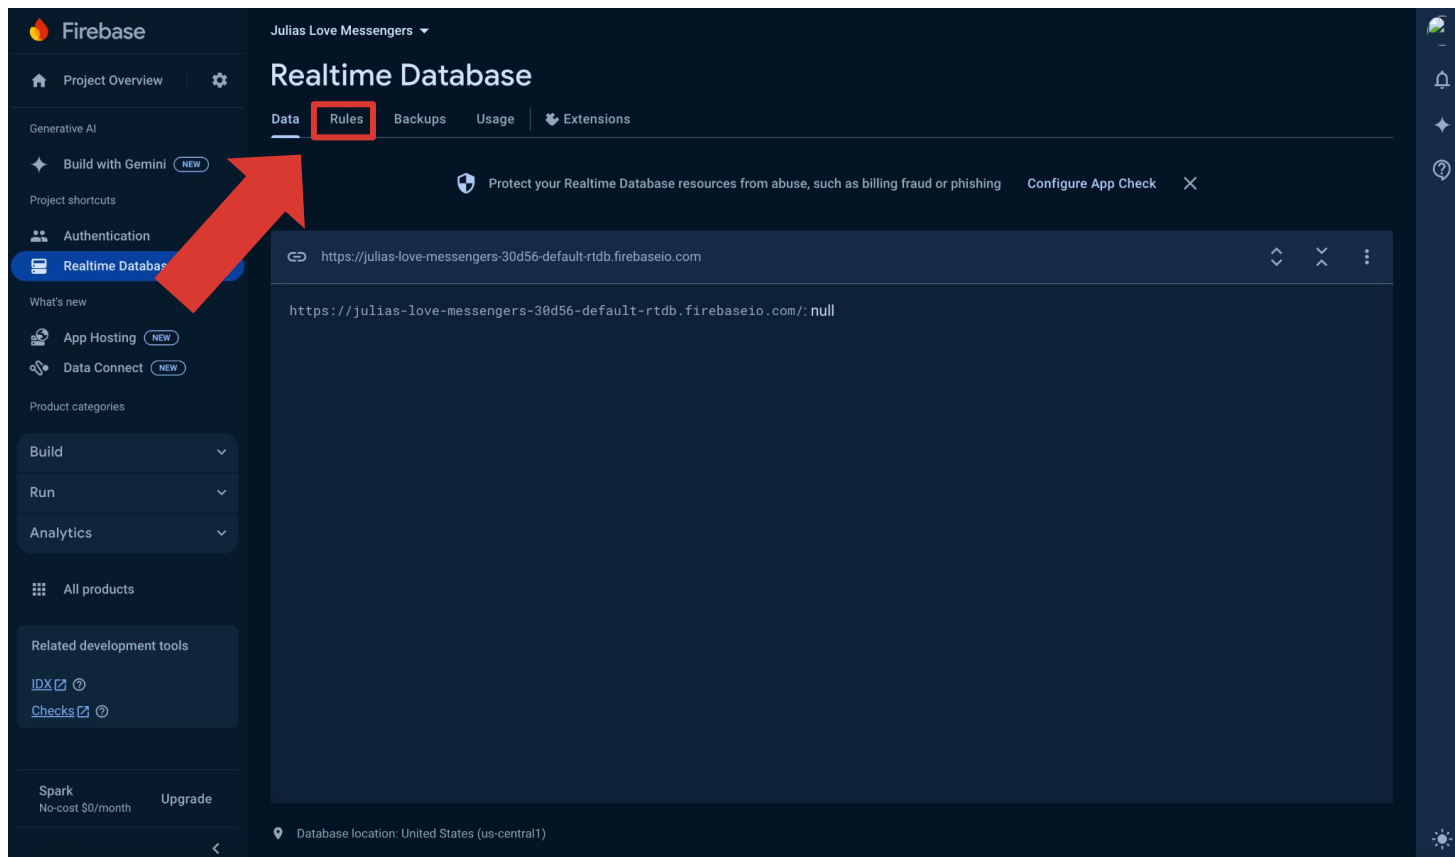 Firebase
Project Overview
Generative AI
Build with Gemini NEW
Project shortcuts
Authentication
Realtime Databas
What's new
App Hosting NEW
Data Connect NEW
Product categories
Build
Run
Analytics
All products
Related development tools
IDX
Checks
Spark
No-cost $0/month
Upgrade
Julias Love Messengers
Realtime Database
Data Rules Backups Usage Extensions
Protect your Realtime Database resources from abuse, such as billing fraud or phishing Configure App Check
https://julias-love-messengers-30d56-default-rtdb.firebaseio.com
https://julias-love-messengers-30d56-default-rtdb.firebaseio.com/: null
Database location: United States (us-central1)